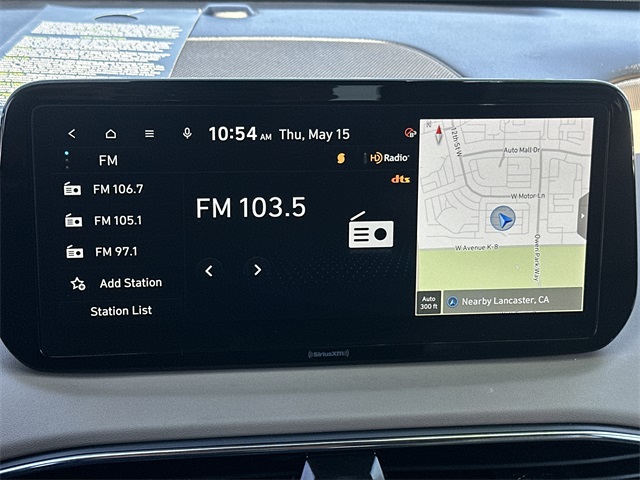 10:54 AM Thu, May 15
FM
HD Radio
dts
FM 106.7
FM 105.1
FM 97.1
Add Station
Station List
FM 103.5
12th St W
Auto Mall Dr
W Motor Ln
W Avenue K-8
Owen Park Way
Auto
300 ft
Nearby Lancaster, CA
((SiriusXM))